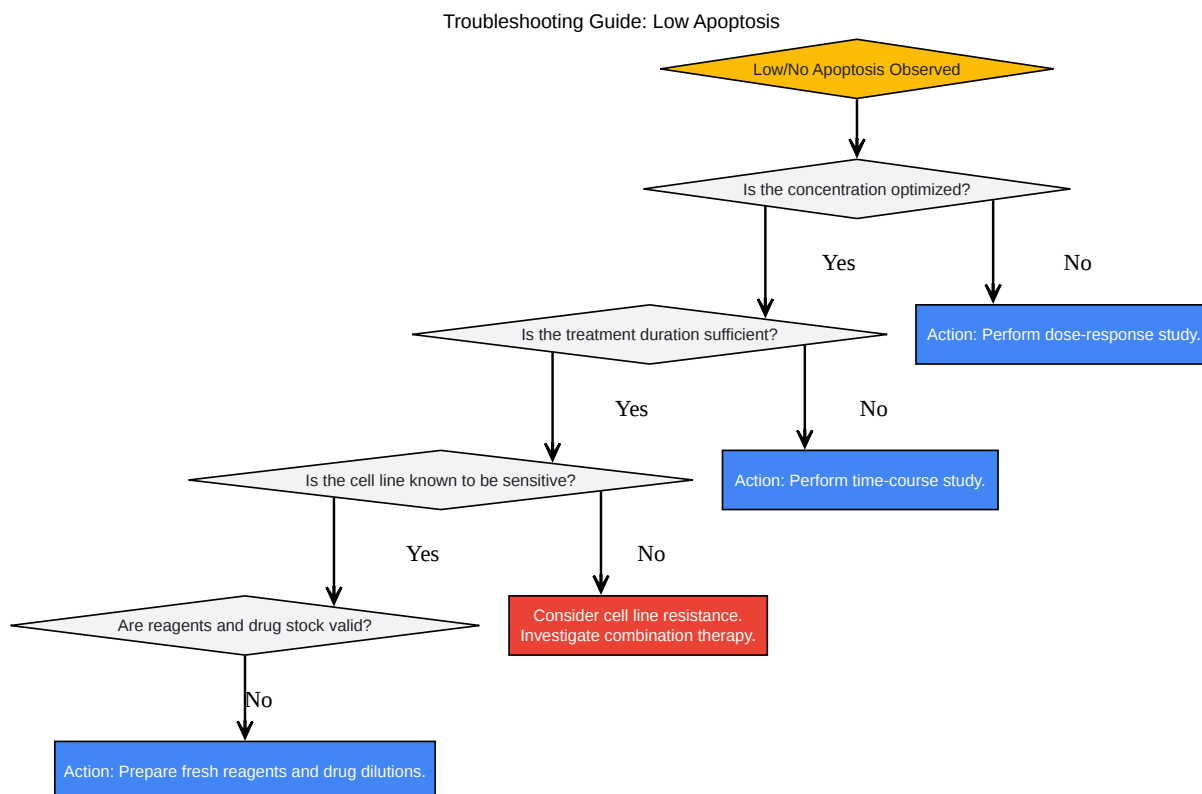 Troubleshooting Guide: Low Apoptosis
Low/No Apoptosis Observed
Is the concentration optimized?
Yes
No
Is the treatment duration sufficient?
Action: Perform dose-response study.
Yes
No
Is the cell line known to be sensitive?
Action: Perform time-course study.
Yes
No
Are reagents and drug stock valid?
Consider cell line resistance.
Investigate combination therapy.
No
Action: Prepare fresh reagents and drug dilutions.